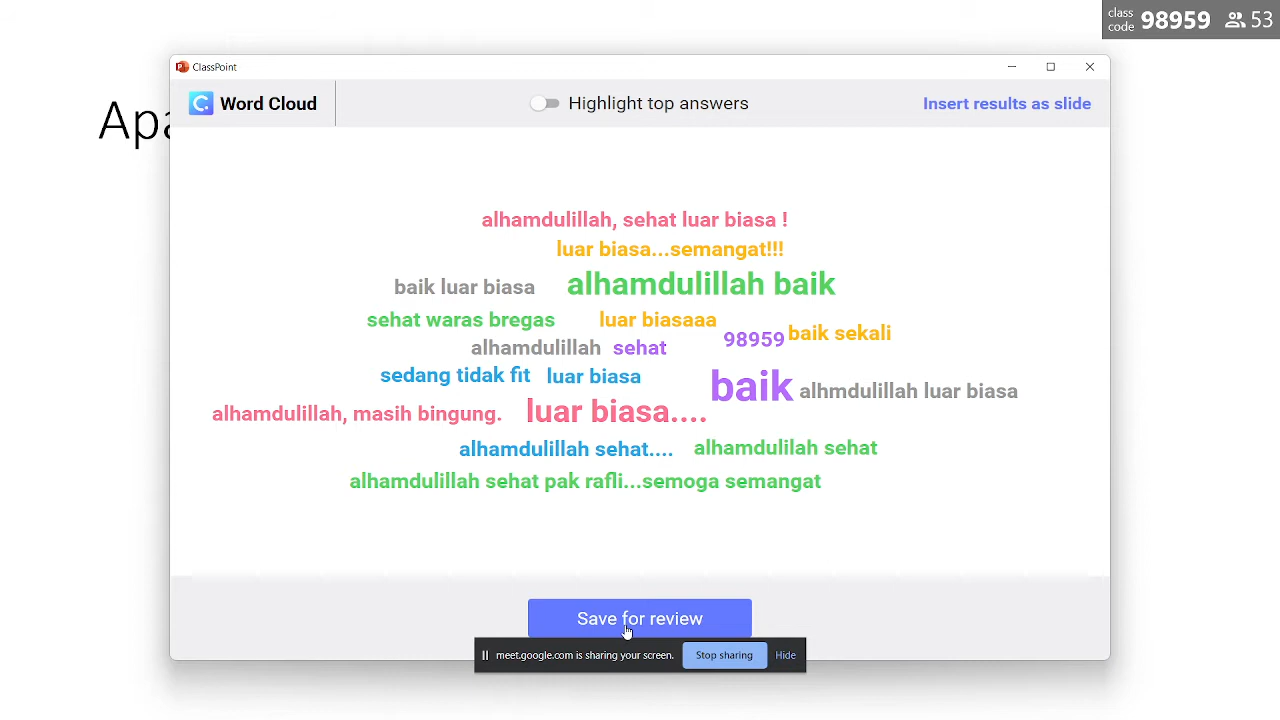 class code 98959 53
ClassPoint
Word Cloud
Highlight top answers
Insert results as slide
Apa
alhamdulillah, sehat luar biasa !
luar biasa...semangat!!!
baik luar biasa
alhamdulillah baik
sehat waras bregas
luar biasaaa
98959
baik sekali
alhamdulillah
sehat
sedang tidak fit
luar biasa
baik
alhmdulillah luar biasa
alhamdulillah, masih bingung.
luar biasa....
alhamdulillah sehat....
alhamdulilah sehat
alhamdulillah sehat pak rafli...semoga semangat
Save for review
meet.google.com is sharing your screen.
Stop sharing
Hide